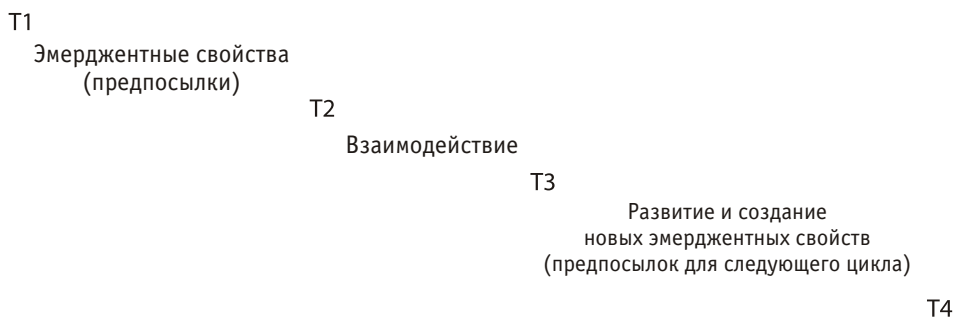 T1
Эмерджентные свойства
(предпосылки)
T2
Взаимодействие
T3
Развитие и создание
новых эмерджентных свойств
(предпосылок для следующего цикла)
T4